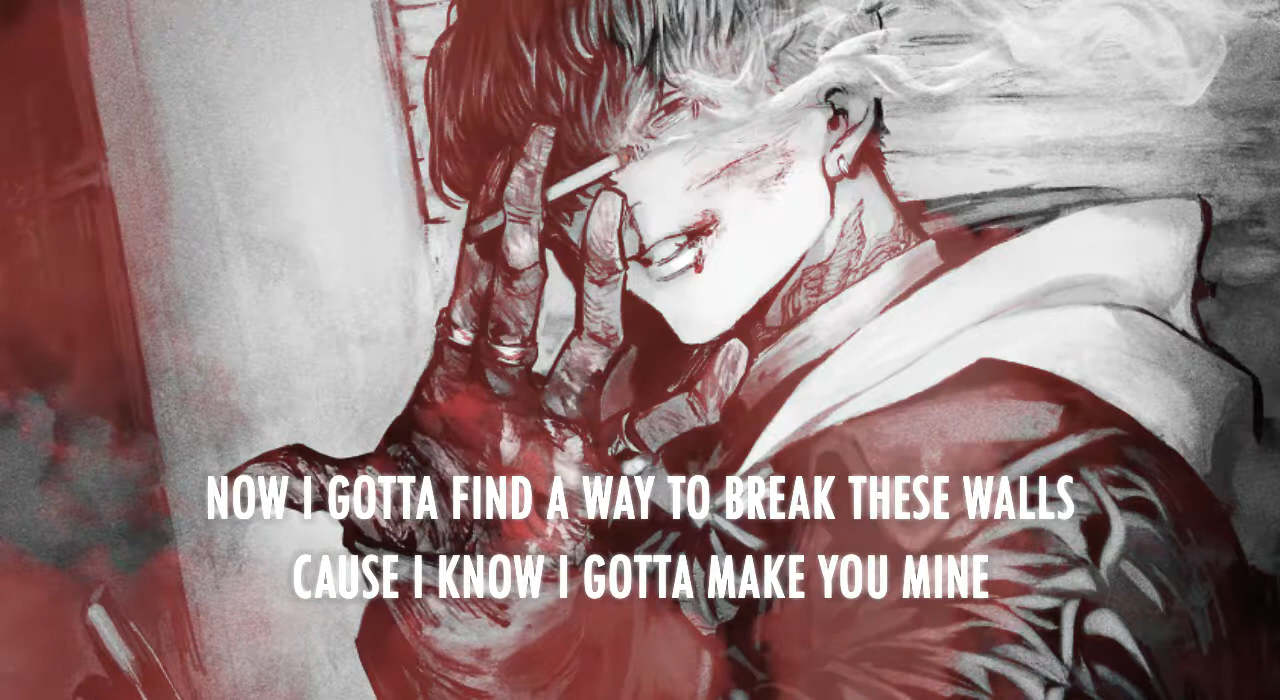 NOW I GOTTA FIND A WAY TO BREAK THESE WALLS
CAUSE I KNOW I GOTTA MAKE YOU MINE